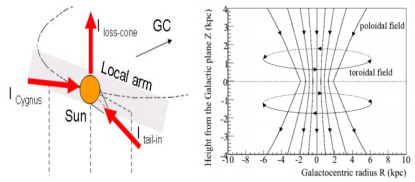 I loss-cone
GC
Local arm
I Cygnus
Sun
I tail-in
Height from the Galactic plane Z (kpc)
4
3
2
1
0
-1
-2
-3
poloidal field
toroidal field
-10 -8 -6 -4 -2 0 2 4 6 8 10
Galactocentric radius R (kpc)